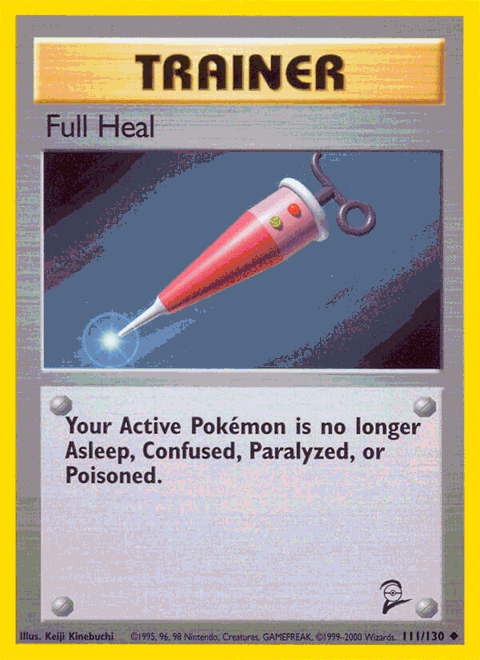 TRAINER
Full Heal
Your Active Pokémon is no longer
Asleep, Confused, Paralyzed, or
Poisoned.
Illus. Keiji Kinebuchi ©1995, 96, 98 Nintendo, Creatures, GAMEFREAK. ©1999-2000 Wizards. 111/130 ◆